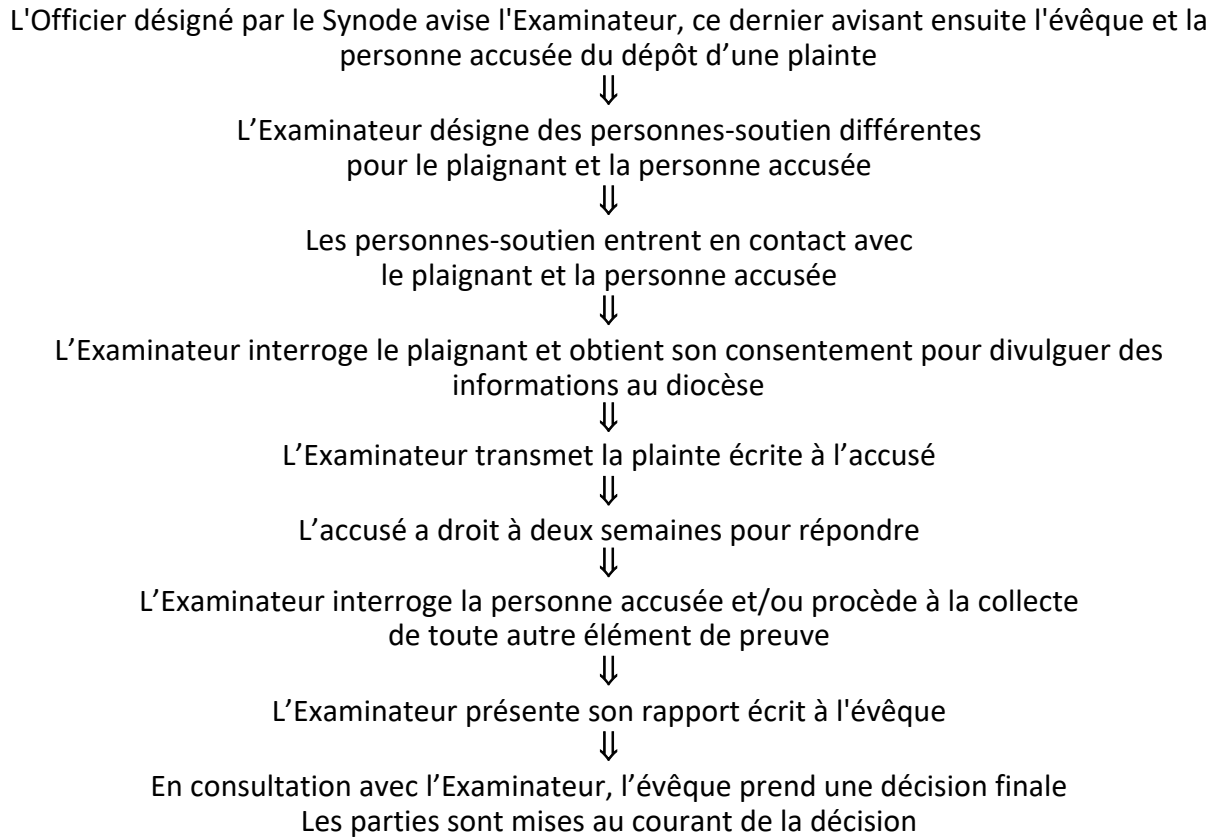 L'Officier désigné par le Synode avise l'Examinateur, ce dernier avisant ensuite l'évêque et la
personne accusée du dépôt d’une plainte
⇓
L’Examinateur désigne des personnes-soutien différentes
pour le plaignant et la personne accusée
⇓
Les personnes-soutien entrent en contact avec
le plaignant et la personne accusée
⇓
L’Examinateur interroge le plaignant et obtient son consentement pour divulguer des
informations au diocèse
⇓
L’Examinateur transmet la plainte écrite à l’accusé
⇓
L’accusé a droit à deux semaines pour répondre
⇓
L’Examinateur interroge la personne accusée et/ou procède à la collecte
de toute autre élément de preuve
⇓
L’Examinateur présente son rapport écrit à l'évêque
⇓
En consultation avec l’Examinateur, l’évêque prend une décision finale
Les parties sont mises au courant de la décision